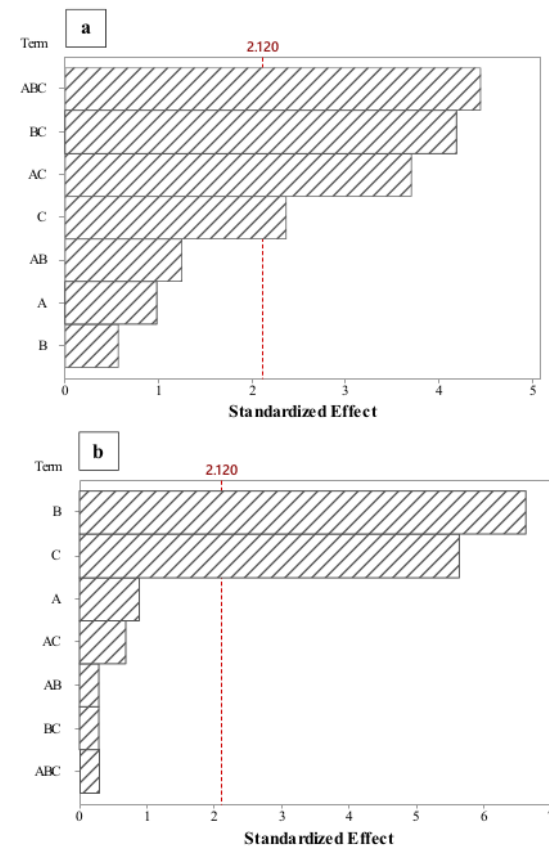 a
Term
2.120
ABC
BC
AC
C
AB
A
B
0 1 2 3 4 5
Standardized Effect
b
Term
2.120
B
C
A
AC
AB
BC
ABC
0 1 2 3 4 5 6
Standardized Effect